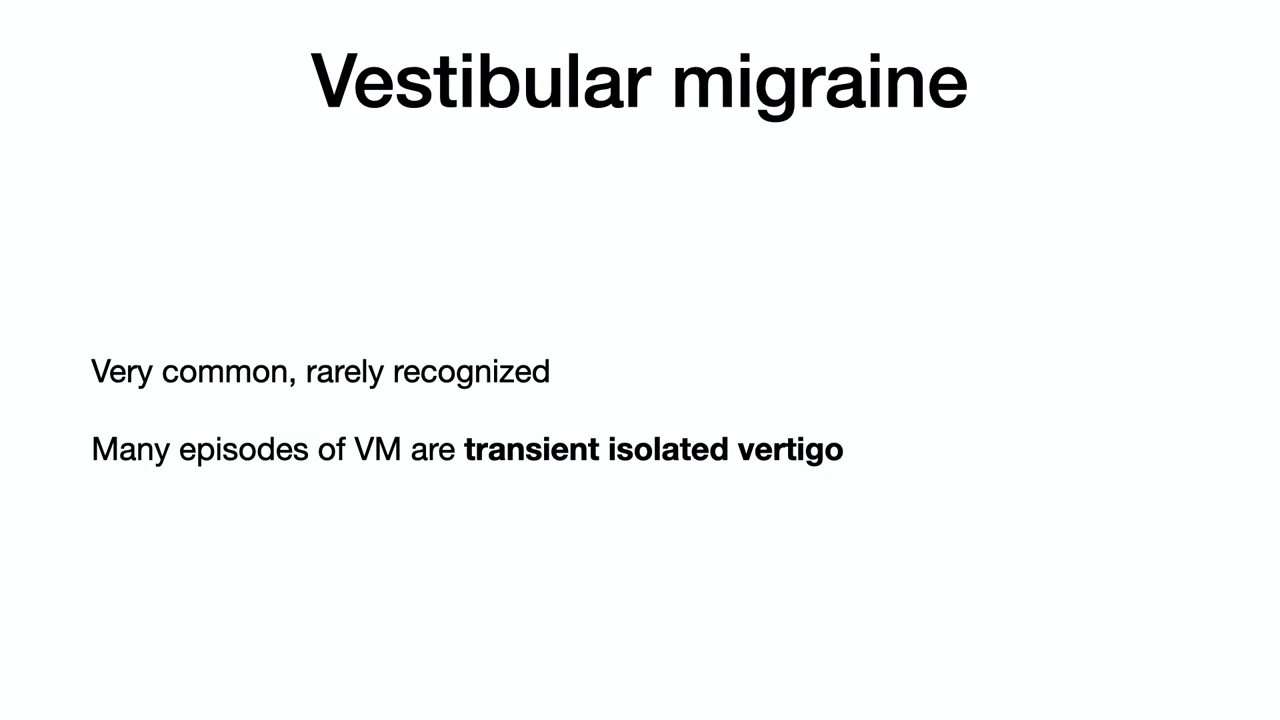 Vestibular migraine
Very common, rarely recognized
Many episodes of VM are transient isolated vertigo